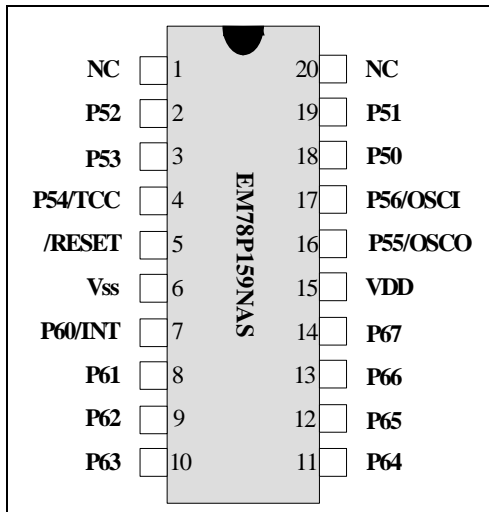 NC 1 20 NC
P52 2 19 P51
P53 3 18 P50
P54/TCC 4 17 P56/OSCI
/RESET 5 16 P55/OSCO
Vss 6 15 VDD
P60/INT 7 14 P67
P61 8 13 P66
P62 9 12 P65
P63 10 11 P64
EM78P159NAS